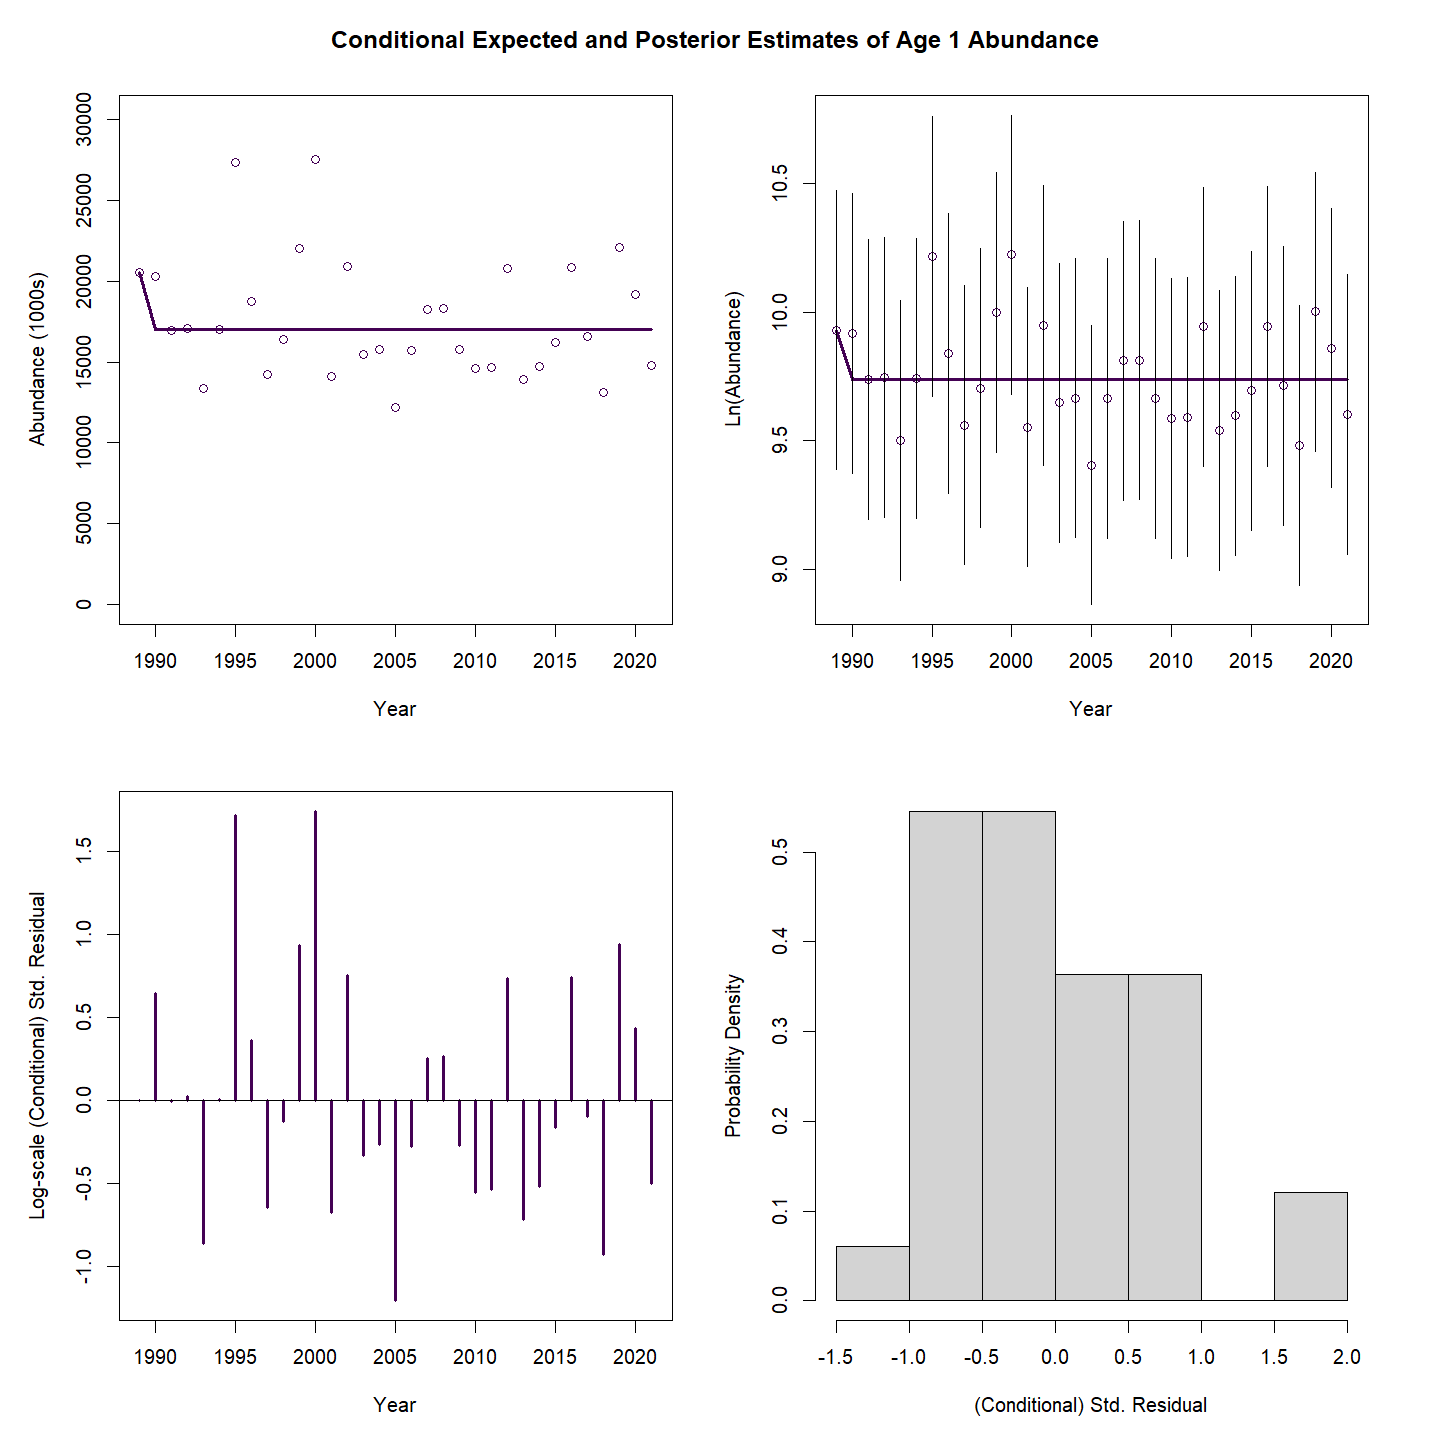 Conditional Expected and Posterior Estimates of Age 1 Abundance
Abundance (1000s)
30000
25000
20000
15000
10000
5000
0
1990 1995 2000 2005 2010 2015 2020
Year
Ln(Abundance)
10.5
10.0
9.5
9.0
1990 1995 2000 2005 2010 2015 2020
Year
Log-scale (Conditional) Std. Residual
1.5
1.0
0.5
0.0
-0.5
-1.0
1990 1995 2000 2005 2010 2015 2020
Year
Probability Density
0.5
0.4
0.3
0.2
0.1
0.0
-1.5 -1.0 -0.5 0.0 0.5 1.0 1.5 2.0
(Conditional) Std. Residual